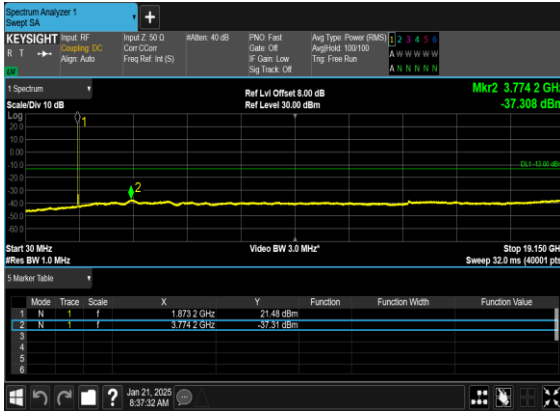 Spectrum Analyzer 1
Swept SA
KEYSIGHT Input: RF Input Z: 50 Ω #Atten: 40 dB PNO: Fast Avg Type: Power (RMS) 1 2 3 4 5 6
R T Coupling: DC Corr CCorr Gate: Off Avg|Hold: 100/100 A W W W W W
Align: Auto Freq Ref: Int (S) IF Gain: Low Trig: Free Run
Sig Track: Off A N N N N N
1 Spectrum Ref Lvl Offset 8.00 dB Mkr2 3.774 2 GHz
Scale/Div 10 dB Ref Level 30.00 dBm -37.308 dBm
Log
20.0
10.0
0.00
-10.0
-20.0
-30.0
-40.0
-50.0
-60.0
1
2
DL1 -13.00 dBm
Start 30 MHz Video BW 3.0 MHz* Stop 19.150 GHz
#Res BW 1.0 MHz Sweep 32.0 ms (40001 pts)
5 Marker Table
Mode Trace Scale X Y Function Function Width Function Value
1 N 1 f 1.873 2 GHz 21.48 dBm
2 N 1 f 3.774 2 GHz -37.31 dBm
3
4
5
6
? Jan 21, 2025
8:37:32 AM